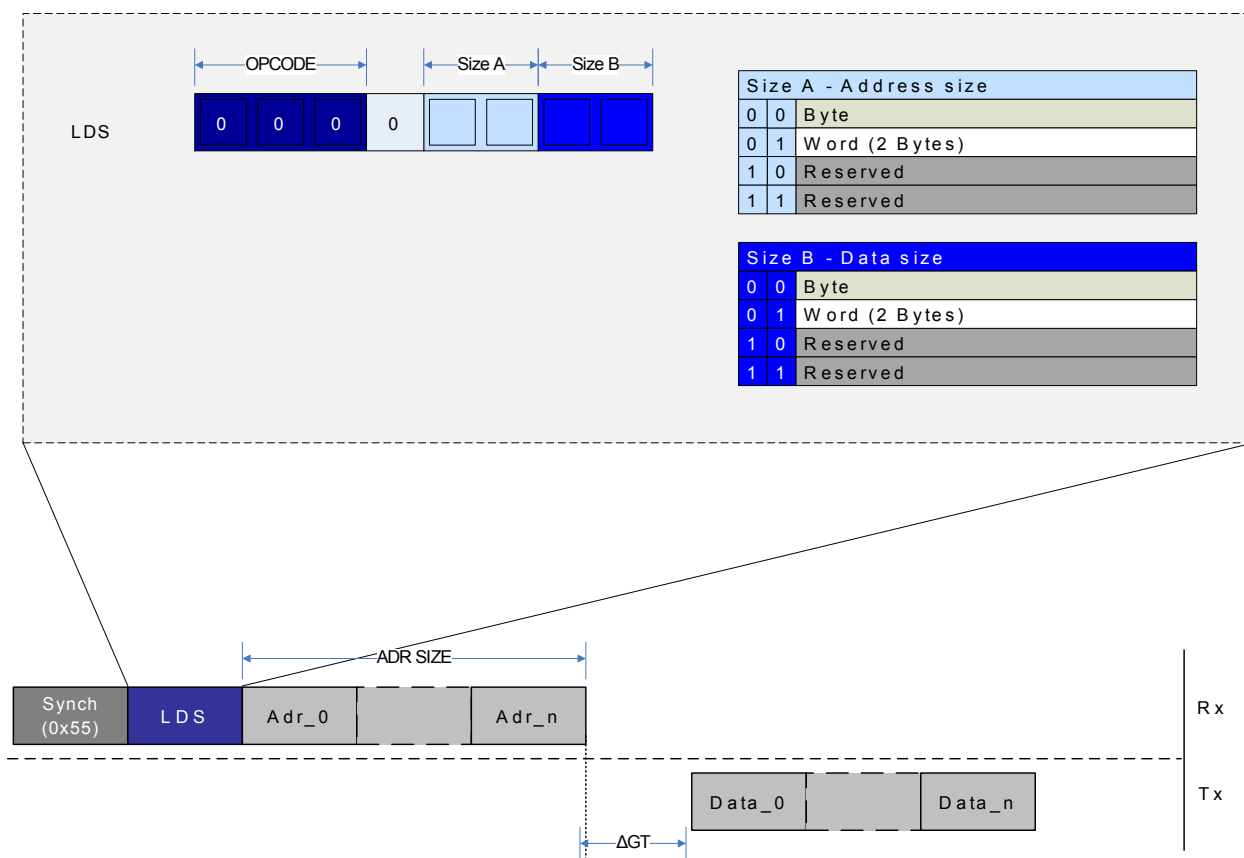 OPCODE Size A Size B
LDS 0 0 0 0
Size A - Address size
0 0 Byte
0 1 Word (2 Bytes)
1 0 Reserved
1 1 Reserved
Size B - Data size
0 0 Byte
0 1 Word (2 Bytes)
1 0 Reserved
1 1 Reserved
ADR SIZE
Synch
(0x55)
LDS Adr_0 Adr_n Rx
Data_0 Data_n Tx
ΔGT